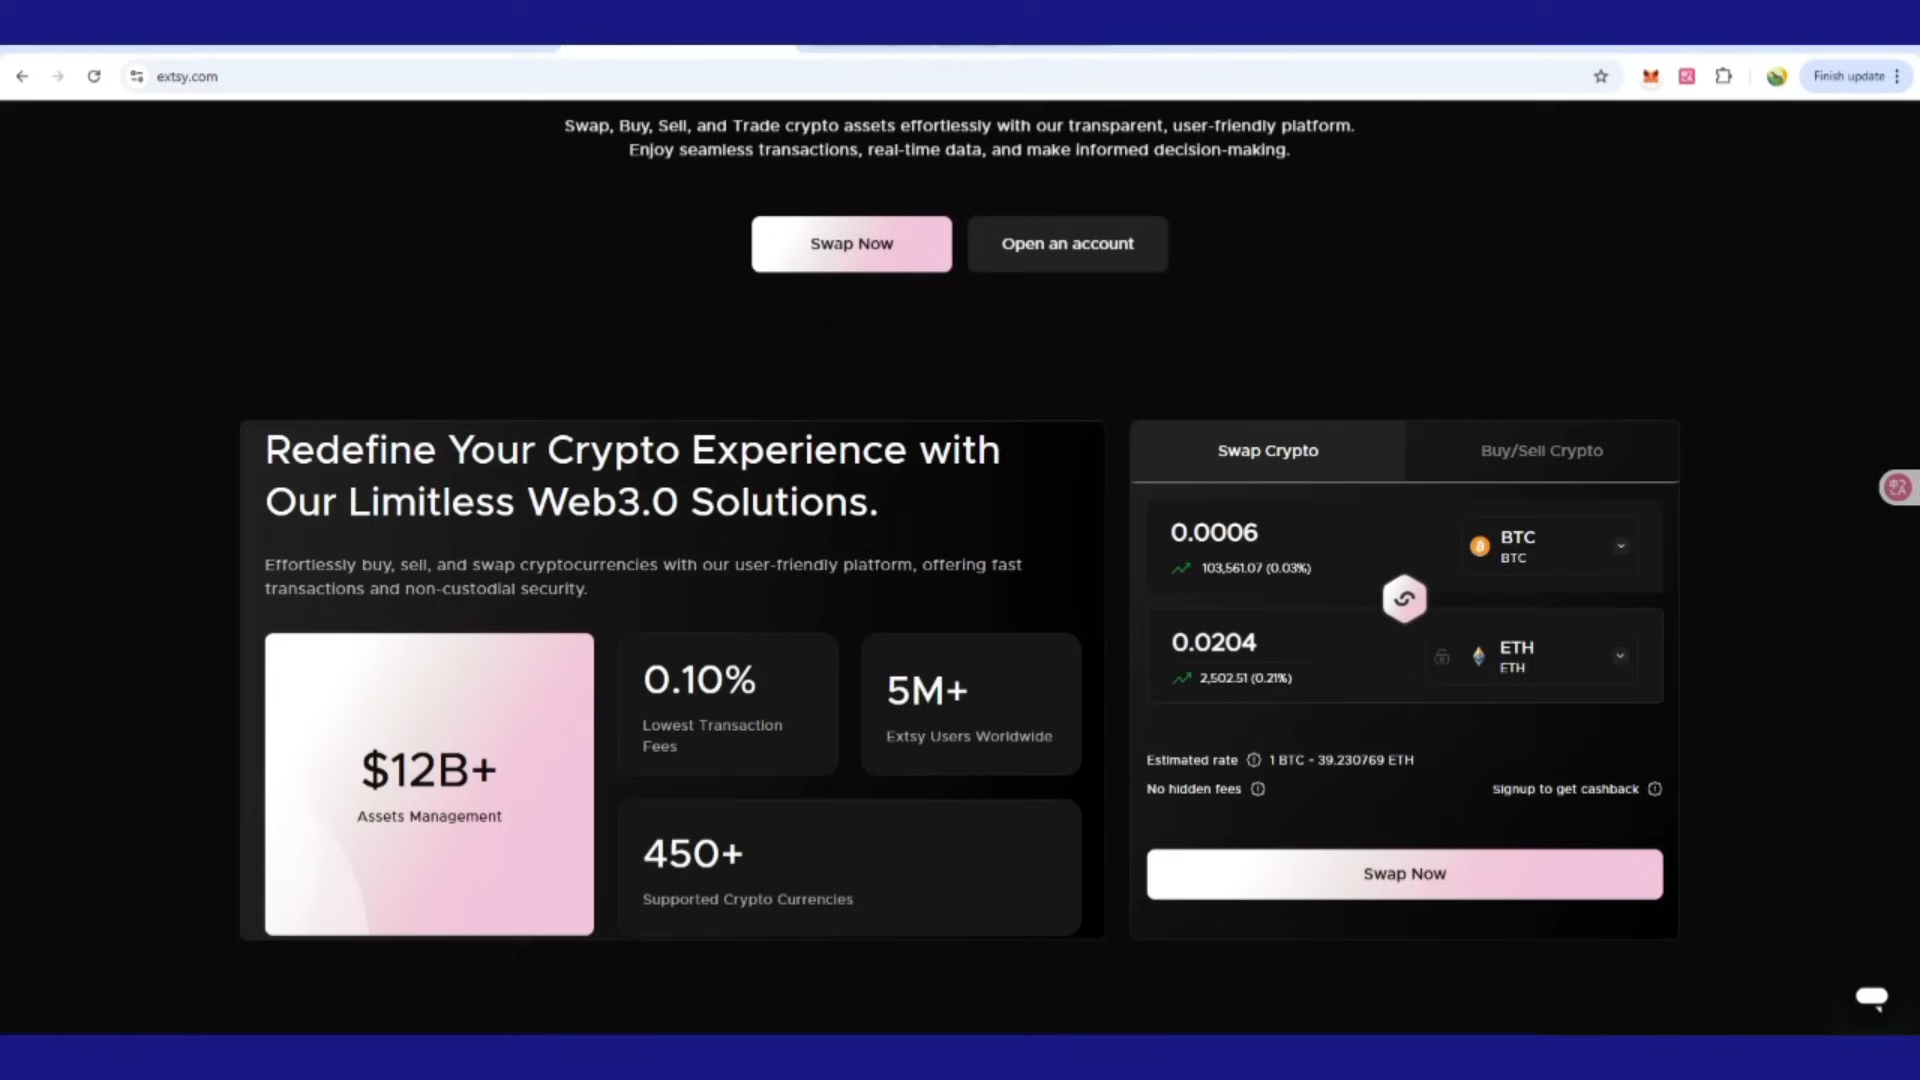 extsy.com
Finish update
Swap, Buy, Sell, and Trade crypto assets effortlessly with our transparent, user-friendly platform.
Enjoy seamless transactions, real-time data, and make informed decision-making.
Swap Now
Open an account
Redefine Your Crypto Experience with
Our Limitless Web3.0 Solutions.
Effortlessly buy, sell, and swap cryptocurrencies with our user-friendly platform, offering fast
transactions and non-custodial security.
$12B+
Assets Management
0.10%
Lowest Transaction
Fees
5M+
Extsy Users Worldwide
450+
Supported Crypto Currencies
Swap Crypto
Buy/Sell Crypto
0.0006
103,561.07 (0.03%)
BTC
BTC
0.0204
2,502.51 (0.21%)
ETH
ETH
Estimated rate 1 BTC ~ 39.230769 ETH
No hidden fees
Signup to get cashback
Swap Now